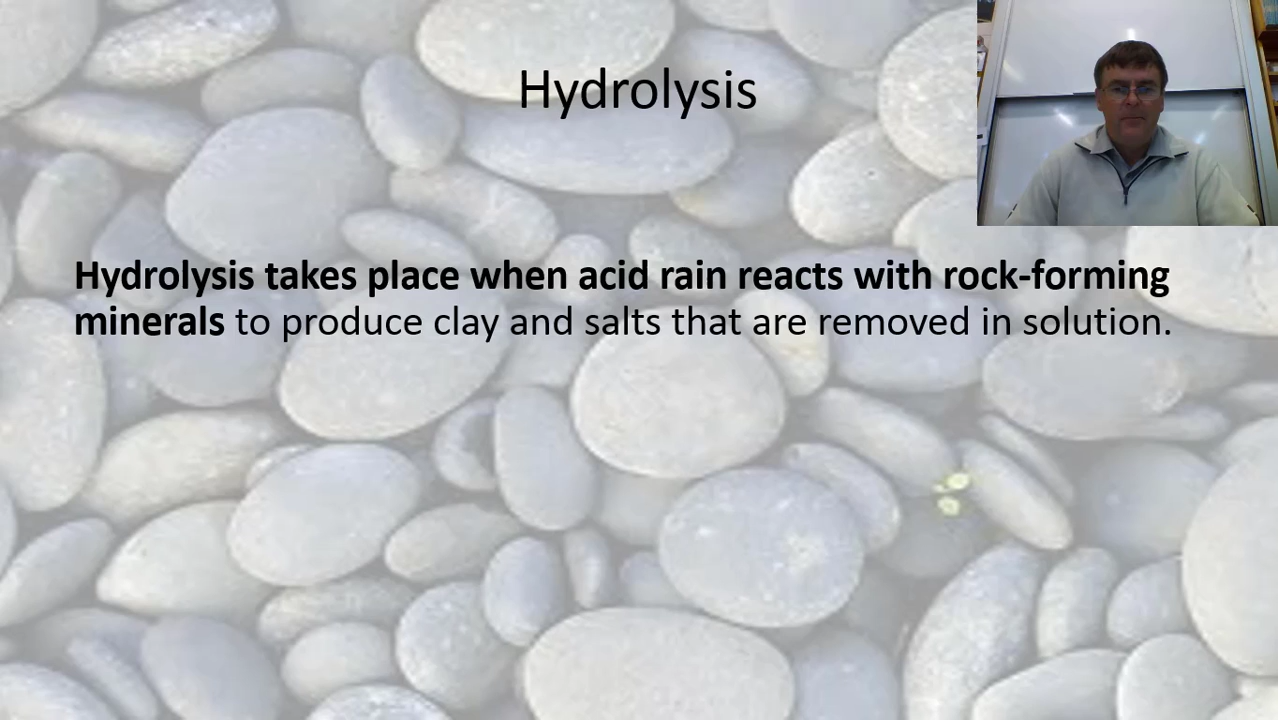 Hydrolysis
Hydrolysis takes place when acid rain reacts with rock-forming
minerals to produce clay and salts that are removed in solution.